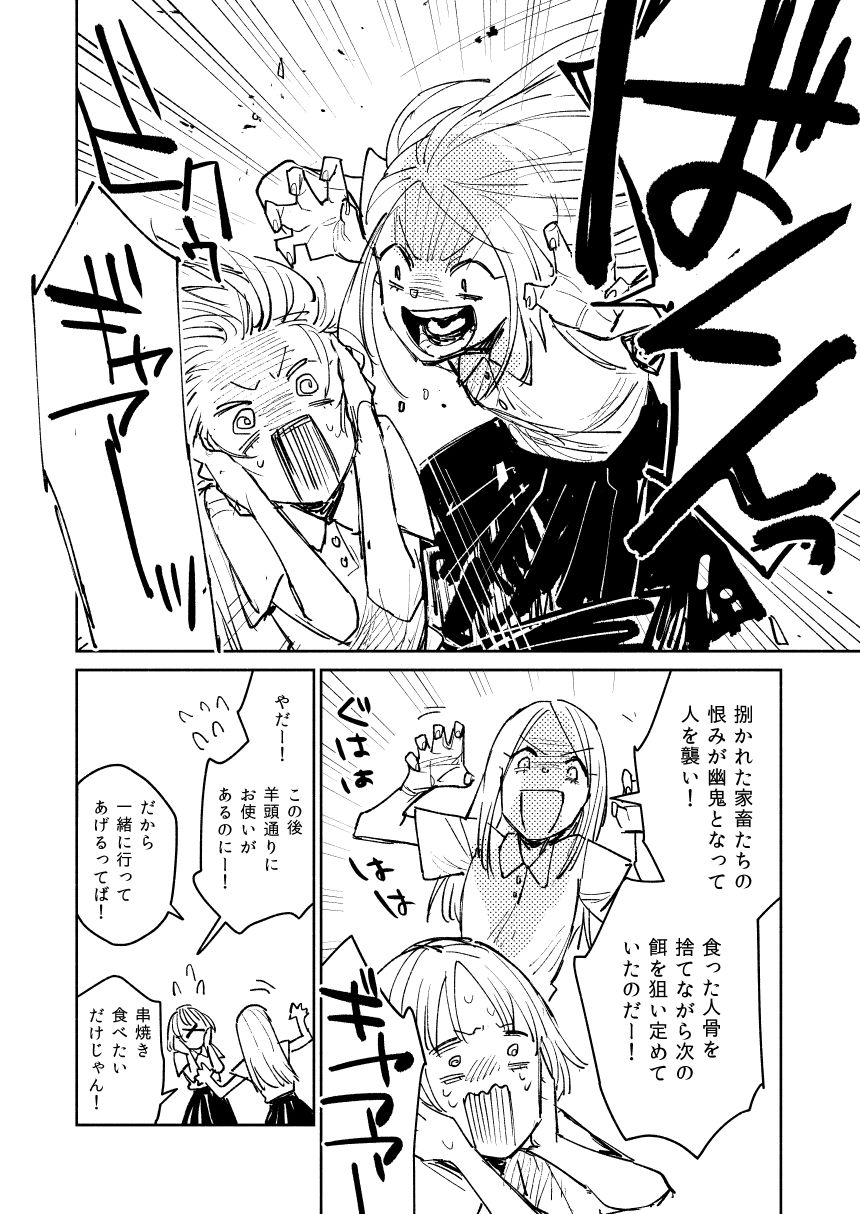 ばくんっ
ヒィッ
ギャァー!!
捌かれた家畜たちの
恨みが幽鬼となって
人を襲い！
食った人骨を
捨てながら次の
餌を狙い定めて
いたのだー！
ぐはは
はは
ギャアアー
やだー！
この後
羊頭通りに
お使いが
あるのにー！
だから
一緒に行って
あげるってば！
串焼き
食べたい
だけじゃん！